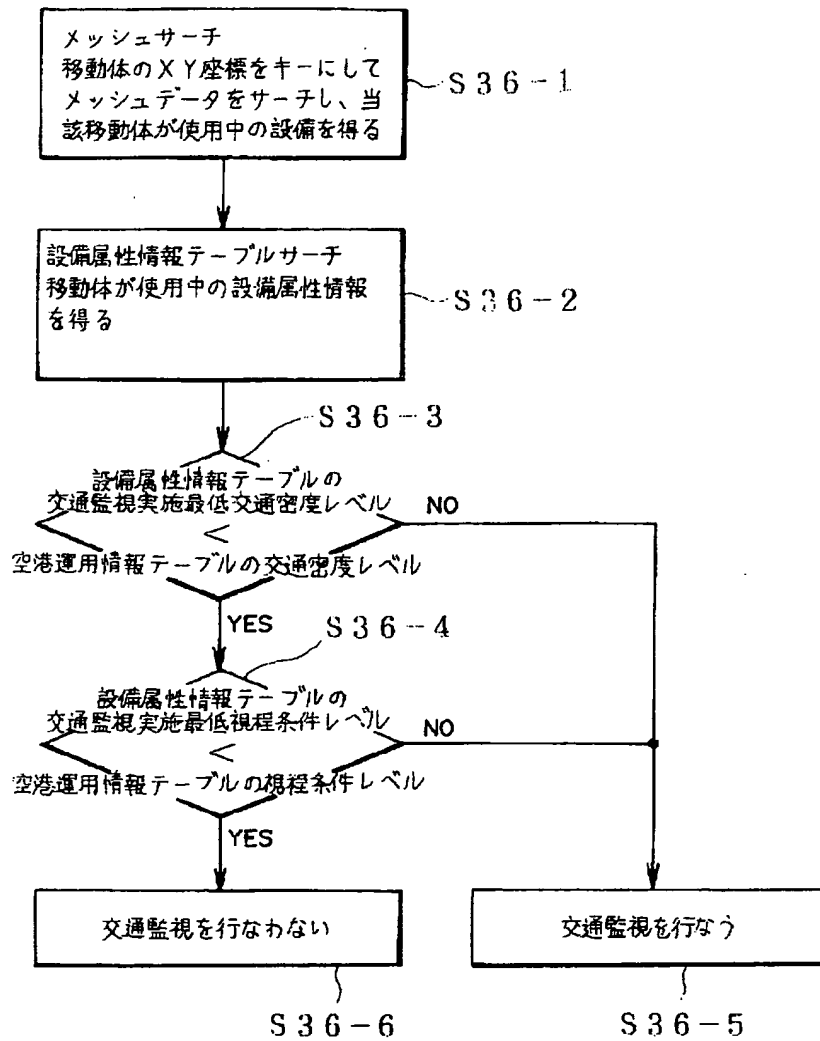 メッシュサーチ
移動体のXY座標をキーにして
メッシュデータをサーチし、当
該移動体が使用中の設備を得る
S36-1
設備属性情報テーブルサーチ
移動体が使用中の設備属性情報
を得る
S36-2
S36-3
設備属性情報テーブルの
交通監視実施最低交通密度レベル
<
空港運用情報テーブルの交通密度レベル
NO
YES
S36-4
設備属性情報テーブルの
交通監視実施最低視程条件レベル
<
空港運用情報テーブルの視程条件レベル
NO
YES
交通監視を行なわない
交通監視を行なう
S36-6
S36-5